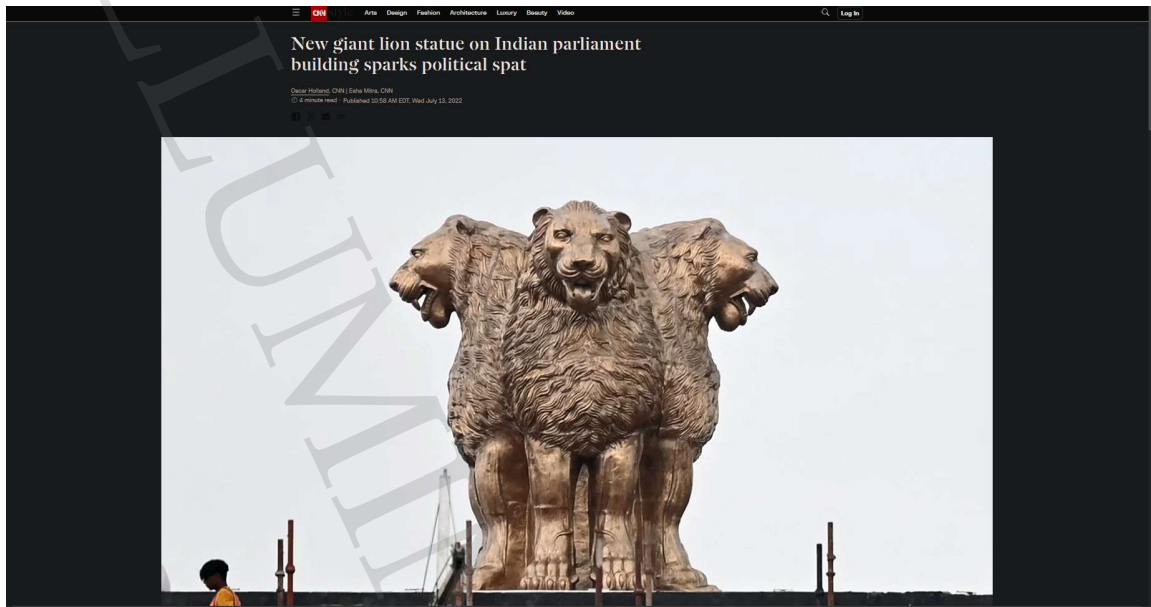 CNN style Arts Design Fashion Architecture Luxury Beauty Video Log In
New giant lion statue on Indian parliament
building sparks political spat
Oscar Holland, CNN | Esha Mitra, CNN
4 minute read · Published 10:58 AM EDT, Wed July 13, 2022
LLUMI